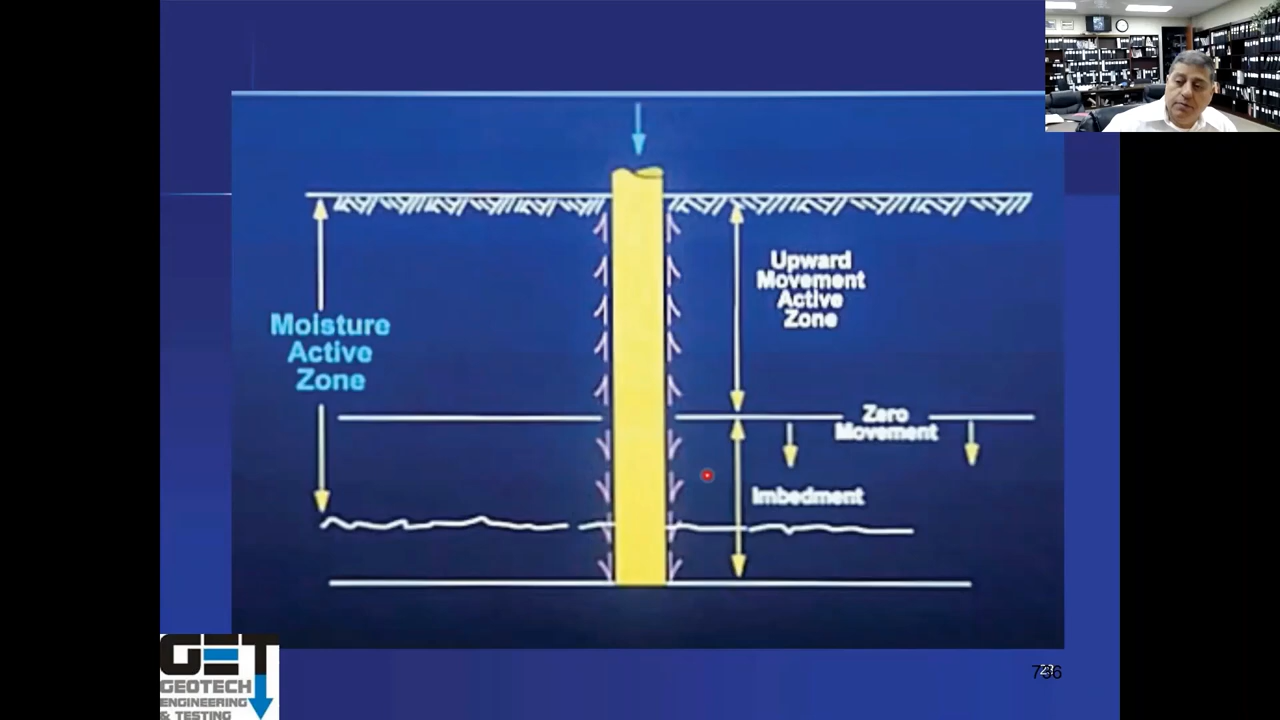 Upward
Movement
Active
Zone
Moisture
Active
Zone
Zero
Movement
Imbedment
GET
GEOTECH
ENGINEERING
& TESTING